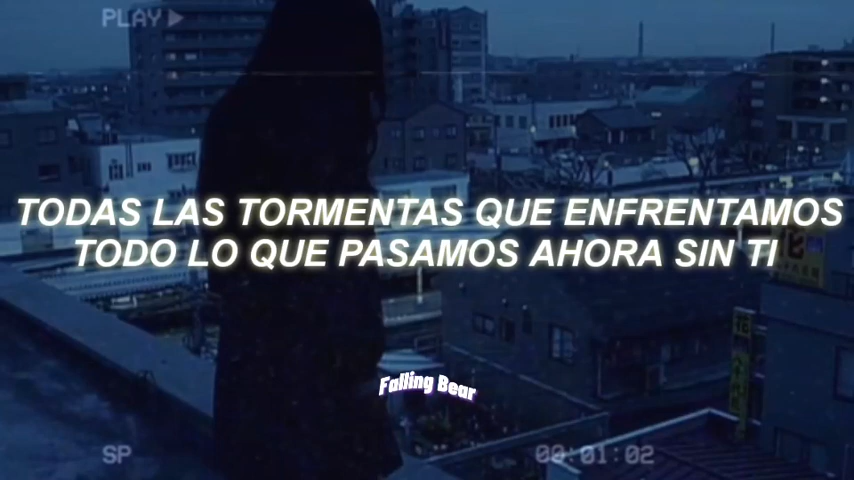 PLAY
TODAS LAS TORMENTAS QUE ENFRENTAMOS
TODO LO QUE PASAMOS AHORA SIN TI
Falling Bear
SP
00:01:02